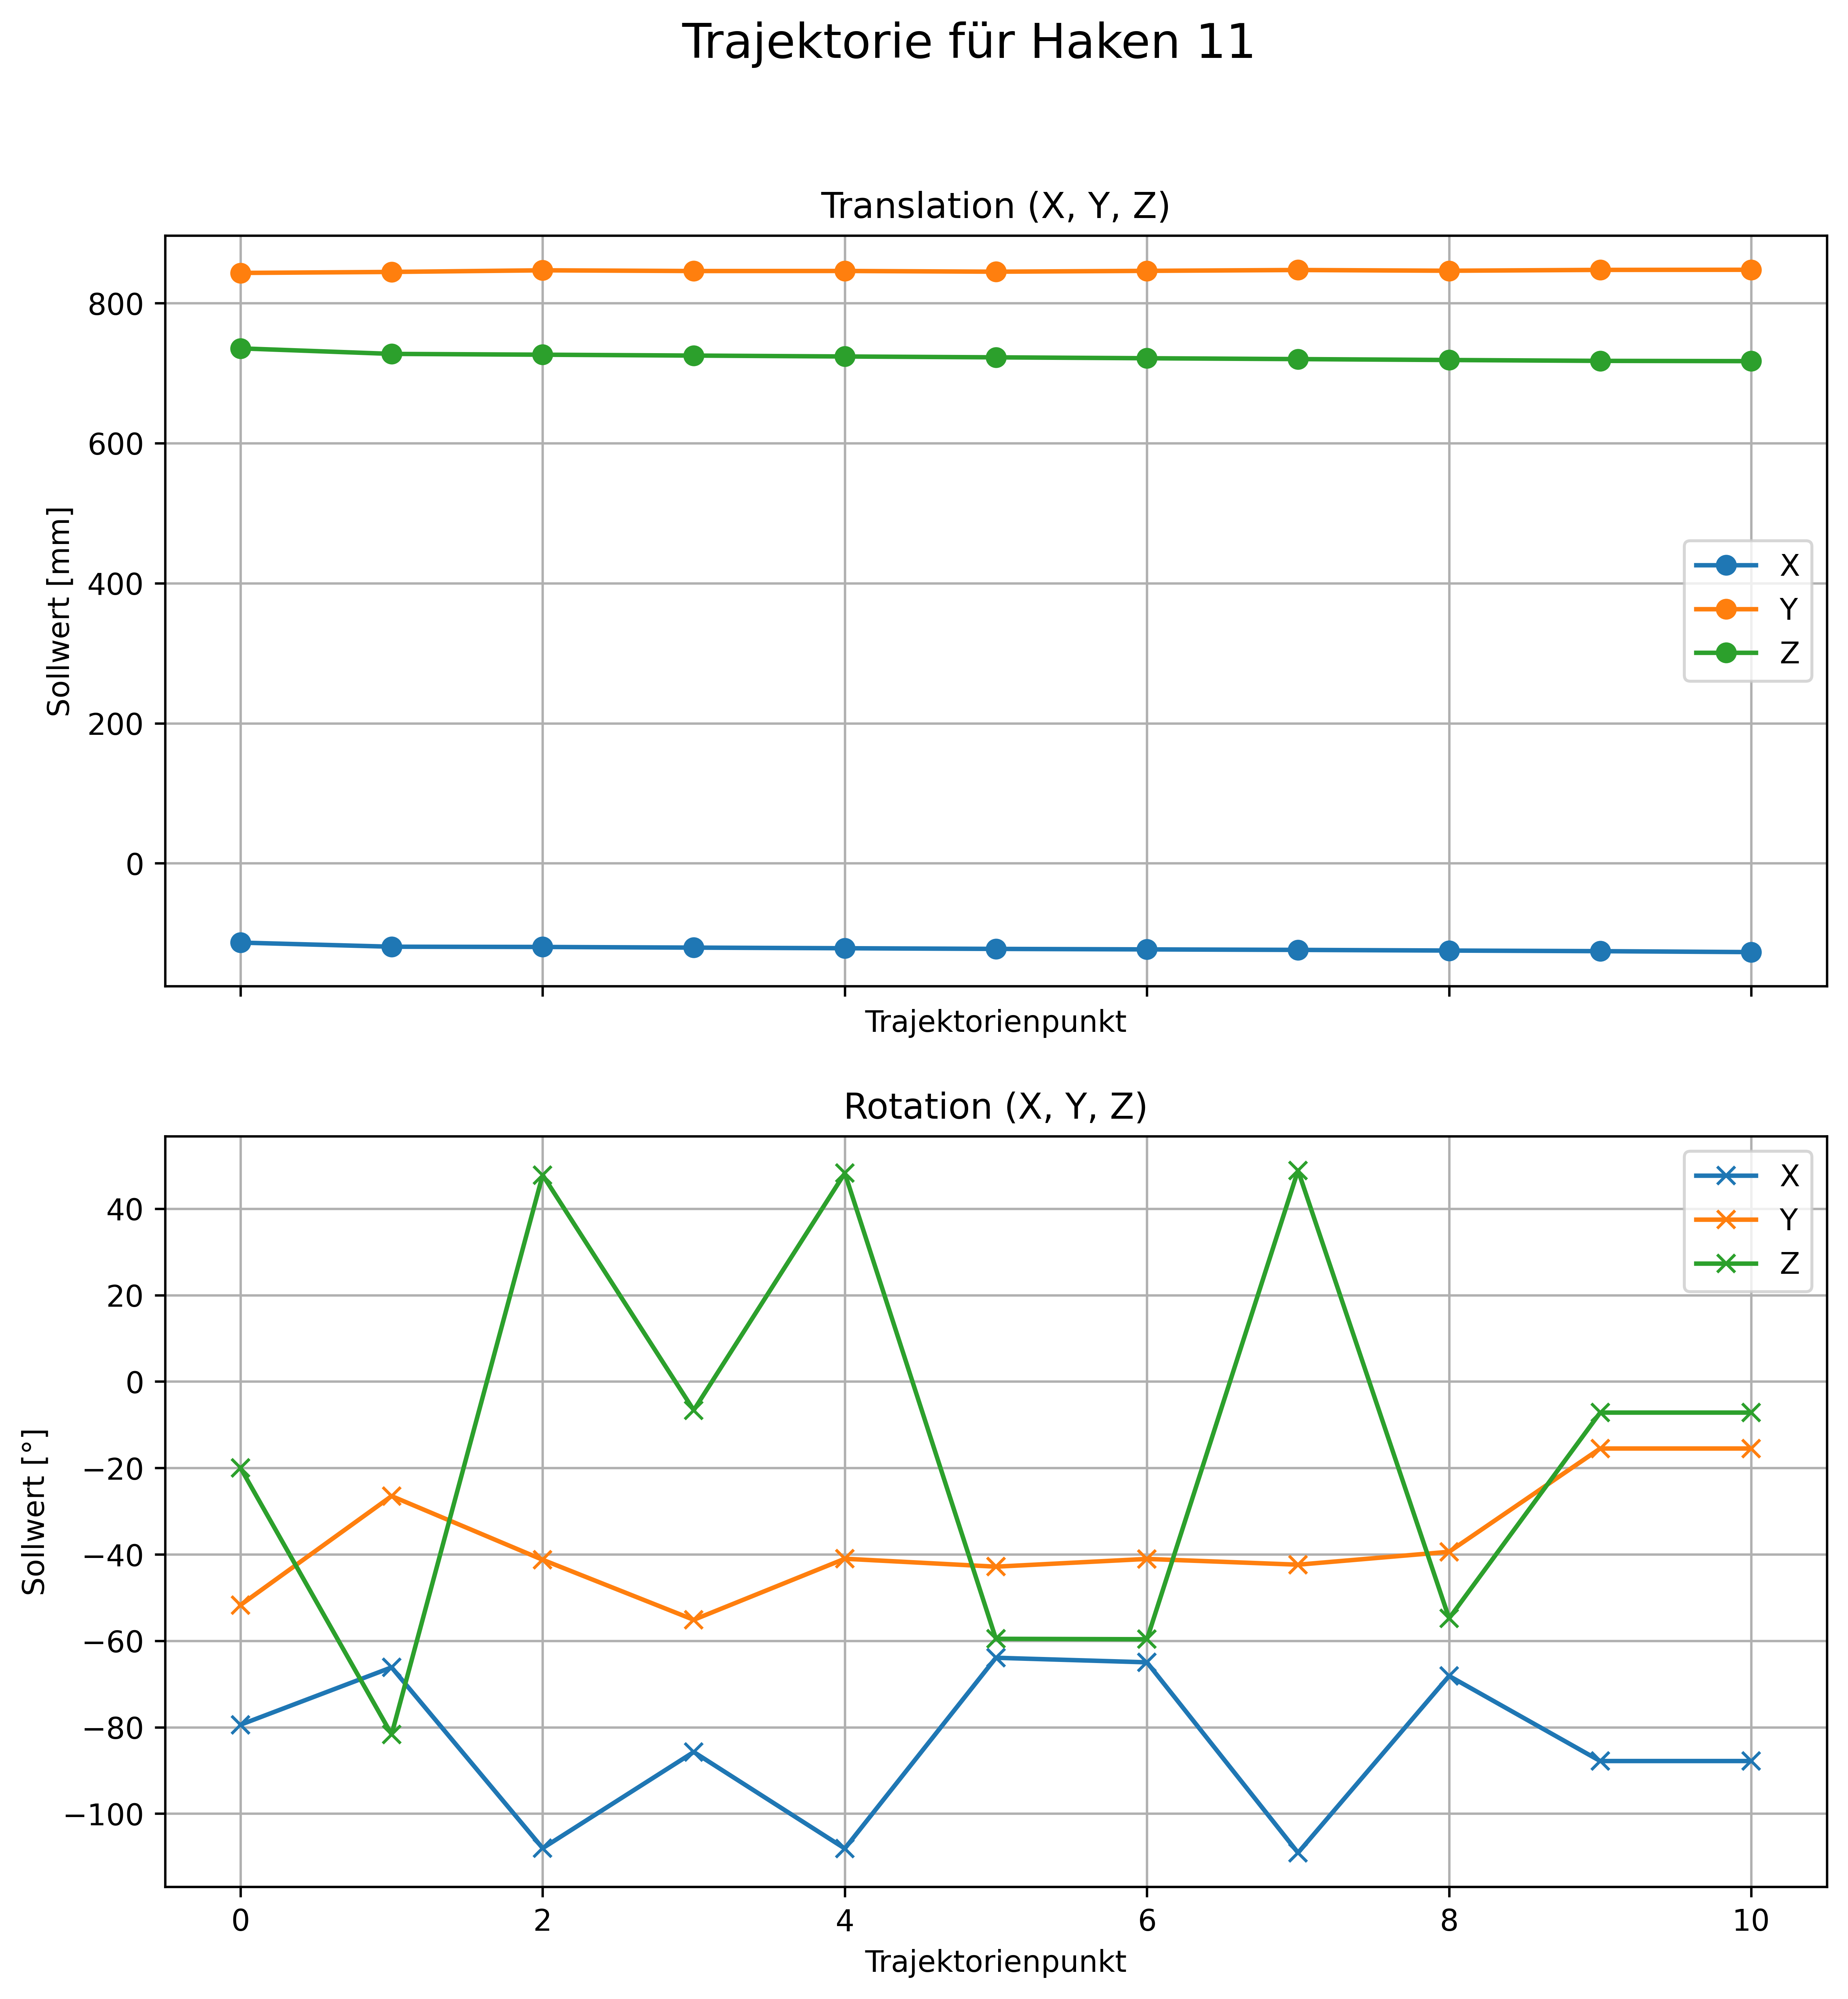 Trajektorie für Haken 11
Translation (X, Y, Z)
800
600
400
200
0
Sollwert [mm]
X
Y
Z
Trajektorienpunkt
Rotation (X, Y, Z)
40
20
0
−20
−40
−60
−80
−100
Sollwert [°]
X
Y
Z
0 2 4 6 8 10
Trajektorienpunkt